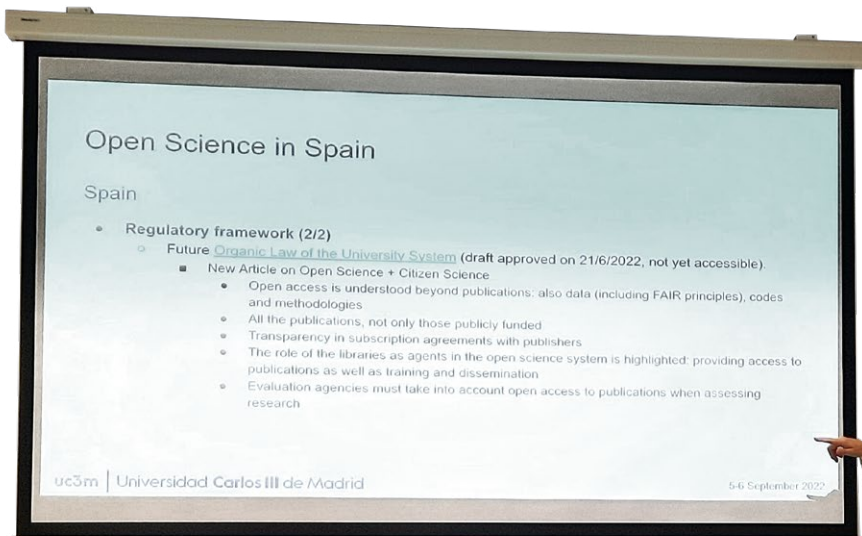 Open Science in Spain
Spain
• Regulatory framework (2/2)
○ Future Organic Law of the University System (draft approved on 21/6/2022, not yet accessible).
■ New Article on Open Science + Citizen Science
• Open access is understood beyond publications: also data (including FAIR principles), codes
and methodologies
• All the publications, not only those publicly funded
• Transparency in subscription agreements with publishers
• The role of the libraries as agents in the open science system is highlighted: providing access to
publications as well as training and dissemination
• Evaluation agencies must take into account open access to publications when assessing
research
uc3m | Universidad Carlos III de Madrid
5-6 September 2022